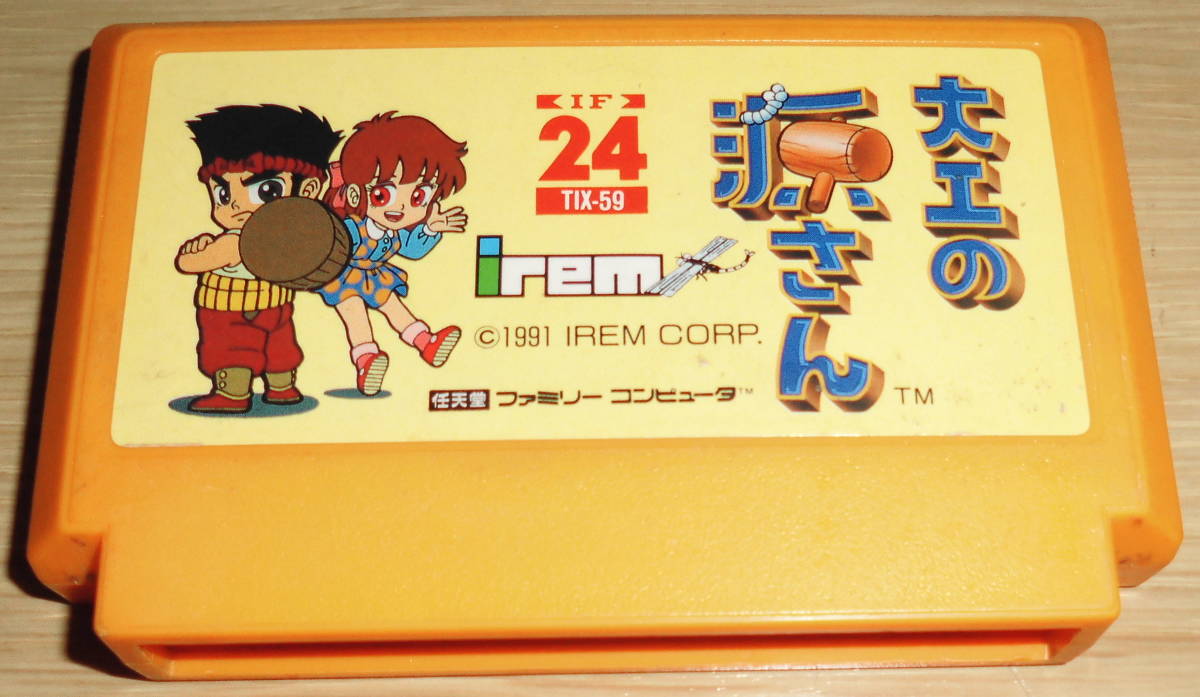 大工の
源さん
TM
IF
24
TIX-59
irem
©1991 IREM CORP.
任天堂 ファミリー コンピュータ™